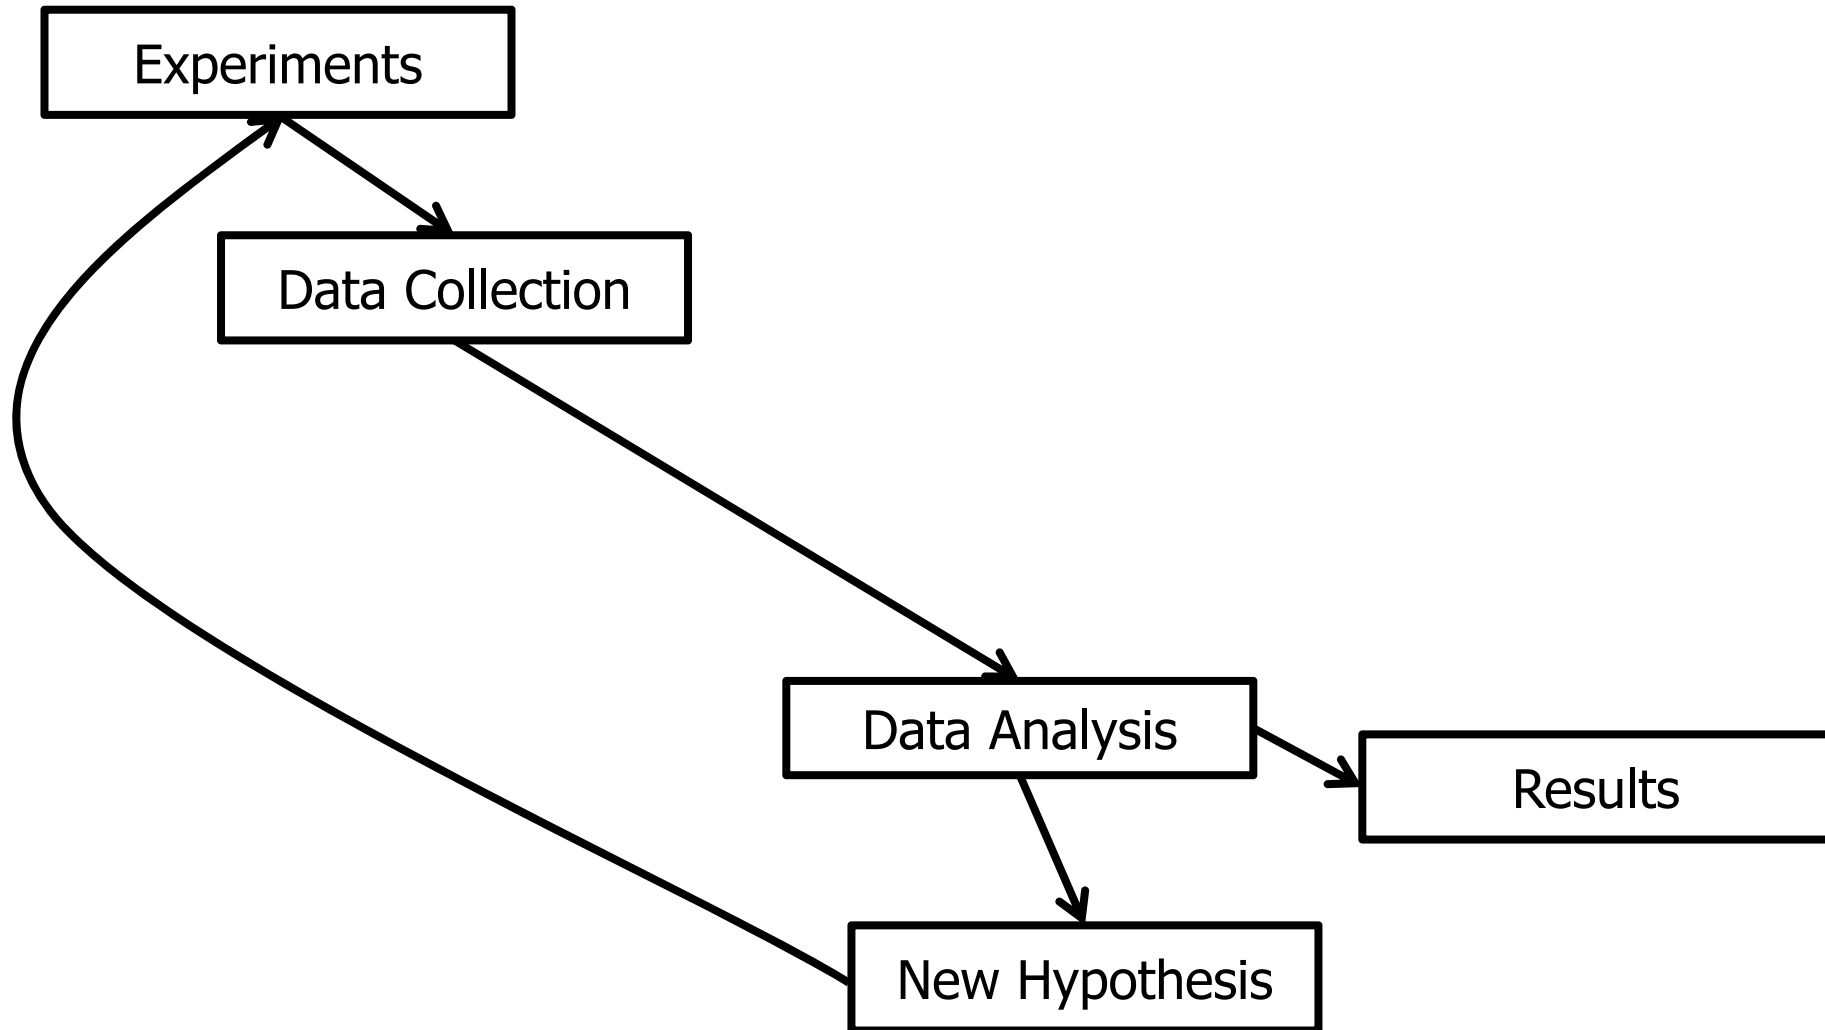 Experiments
Data Collection
Data Analysis
Results
New Hypothesis